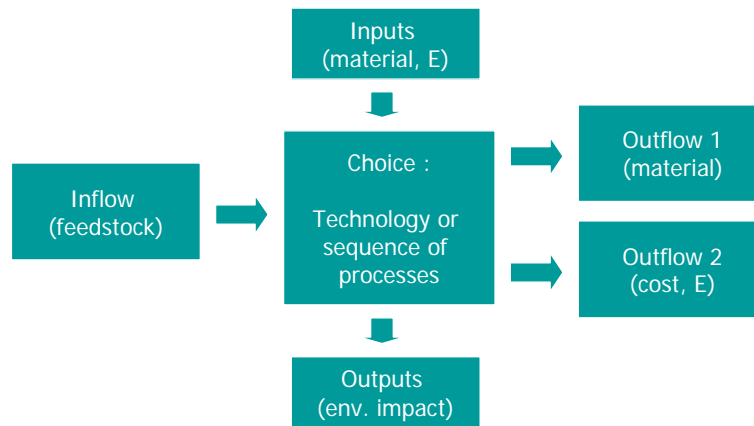 Inputs
(material, E)
Inflow
(feedstock)
Choice :
Technology or
sequence of
processes
Outflow 1
(material)
Outflow 2
(cost, E)
Outputs
(env. impact)